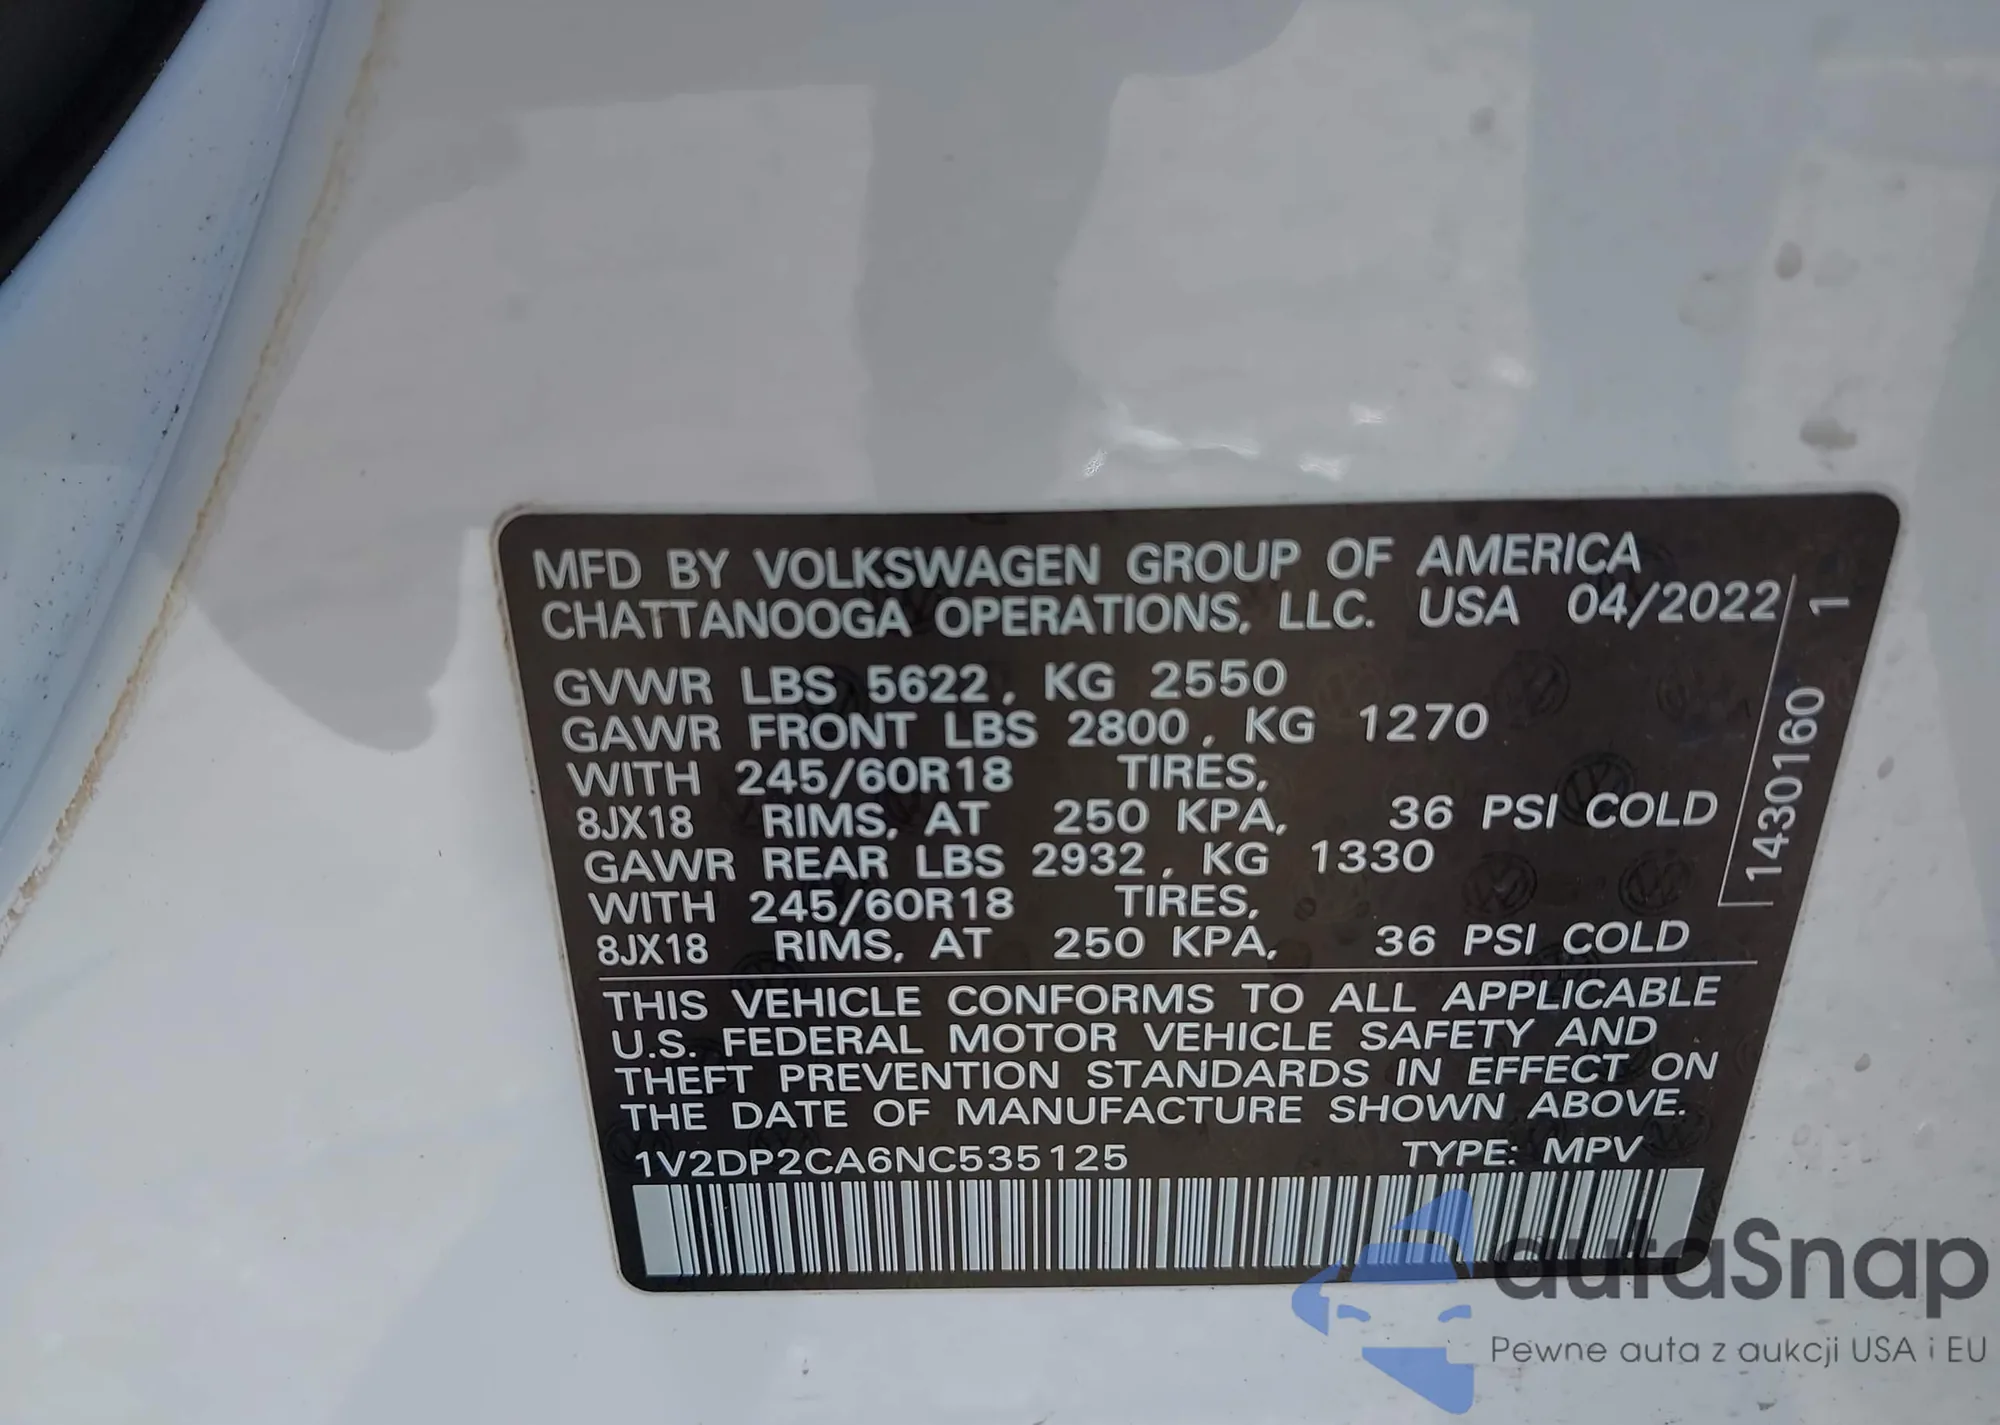 MFD BY VOLKSWAGEN GROUP OF AMERICA
CHATTANOOGA OPERATIONS, LLC. USA 04/2022
GVWR LBS 5622, KG 2550
GAWR FRONT LBS 2800, KG 1270
WITH 245/60R18 TIRES,
8JX18 RIMS, AT 250 KPA, 36 PSI COLD
GAWR REAR LBS 2932, KG 1330
WITH 245/60R18 TIRES,
8JX18 RIMS, AT 250 KPA, 36 PSI COLD
THIS VEHICLE CONFORMS TO ALL APPLICABLE
U.S. FEDERAL MOTOR VEHICLE SAFETY AND
THEFT PREVENTION STANDARDS IN EFFECT ON
THE DATE OF MANUFACTURE SHOWN ABOVE.
1V2DP2CA6NC535125 TYPE: MPV
1430160 1
autaSnap
Pewne auta z aukcji USA i EU